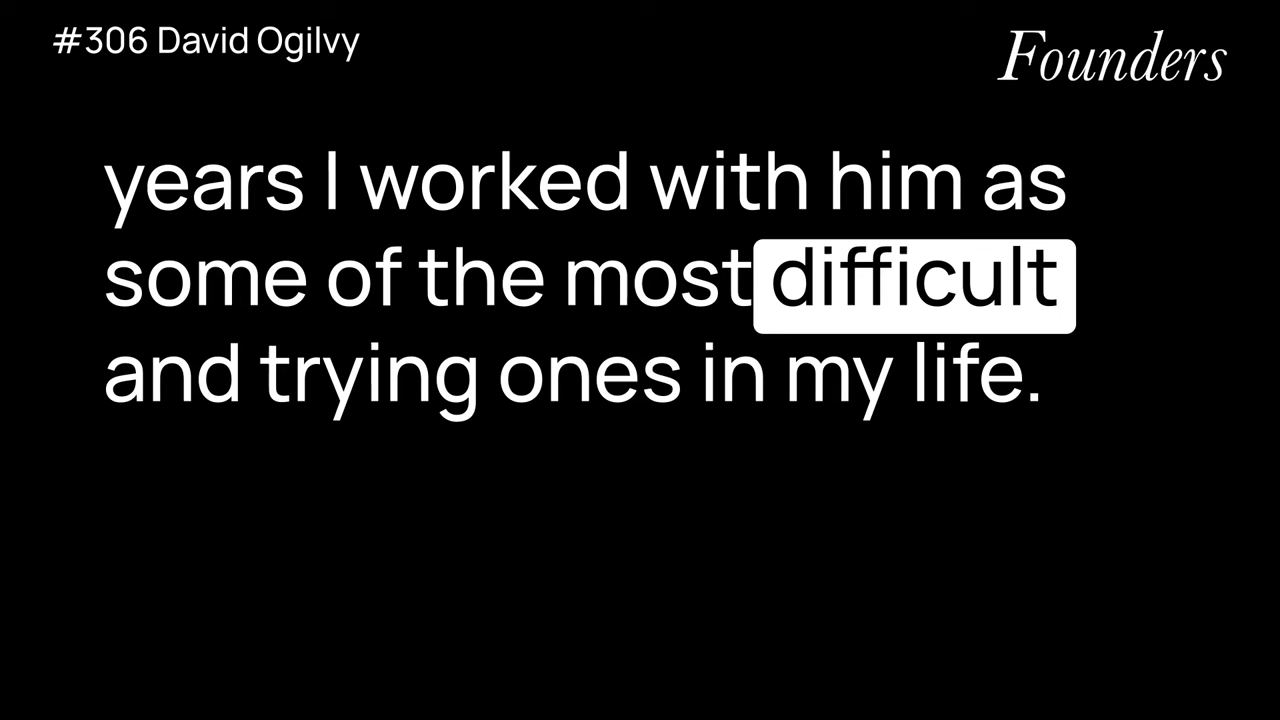 #306 David Ogilvy
Founders
years I worked with him as
some of the most difficult
and trying ones in my life.